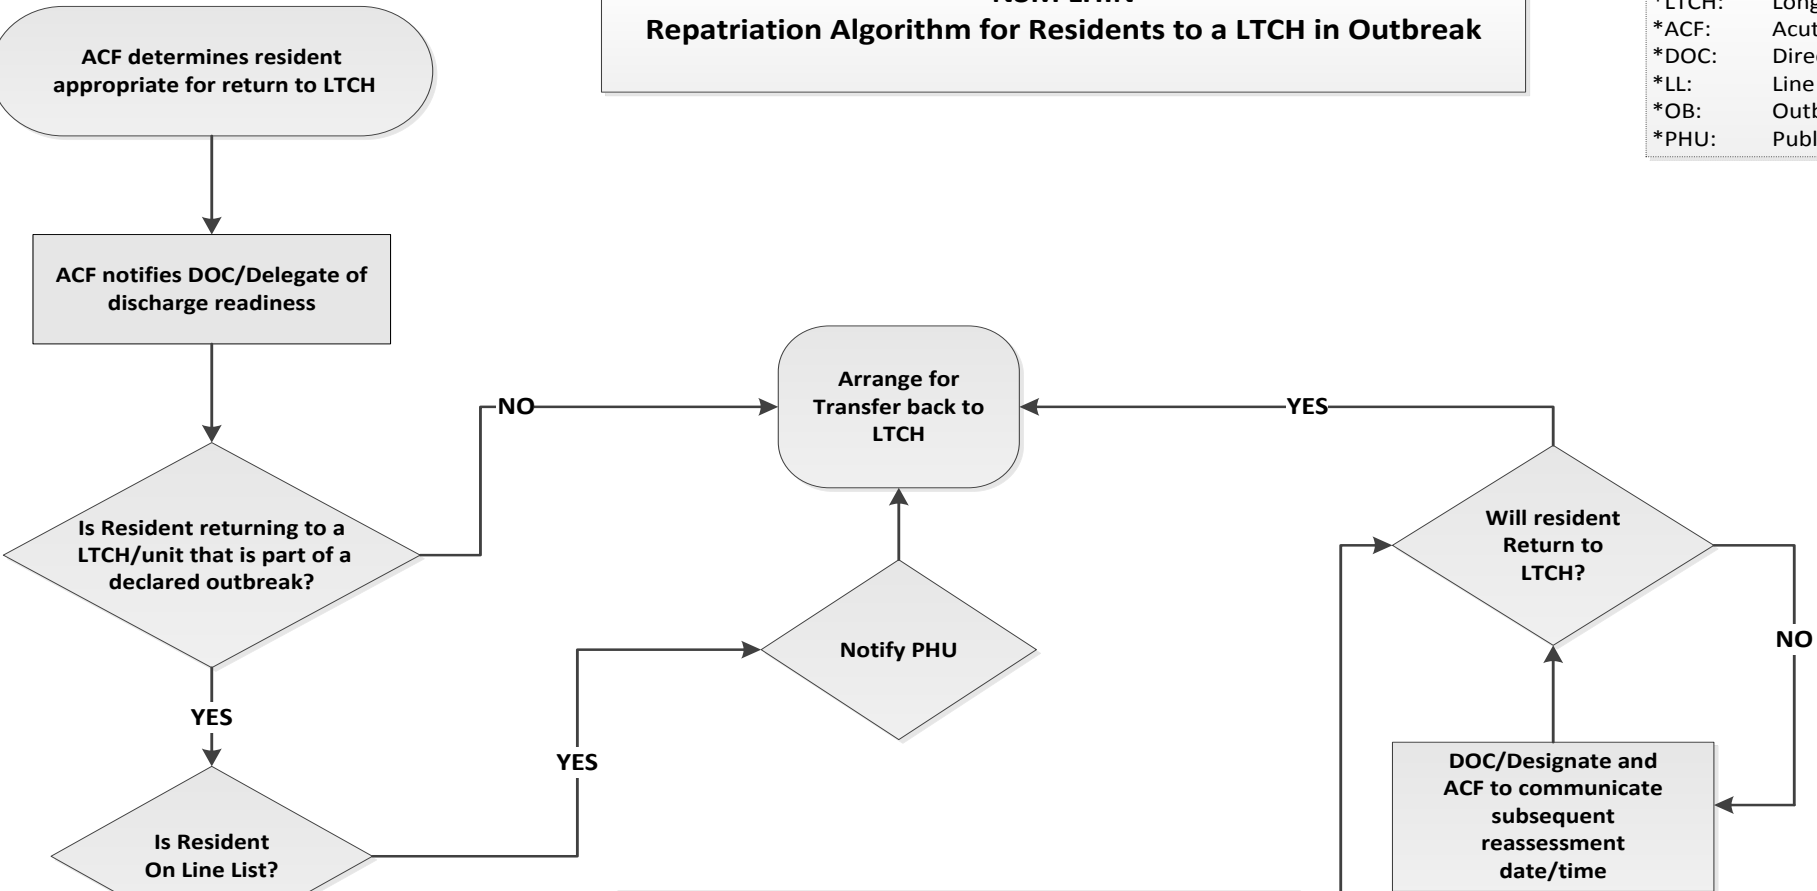 Repatriation Algorithm for Residents to a LTCH in Outbreak
*LTCH:
*ACF:
*DOC:
*LL: Line
*OB:
*PHU:
ACF determines resident
appropriate for return to LTCH
ACF notifies DOC/Delegate of
discharge readiness
Is Resident returning to a
LTCH/unit that is part of a
declared outbreak?
NO
Arrange for
Transfer back to
LTCH
YES
Will resident
Return to
LTCH?
NO
Notify PHU
YES
YES
Is Resident
On Line List?
DOC/Designate and
ACF to communicate
subsequent
reassessment
date/time